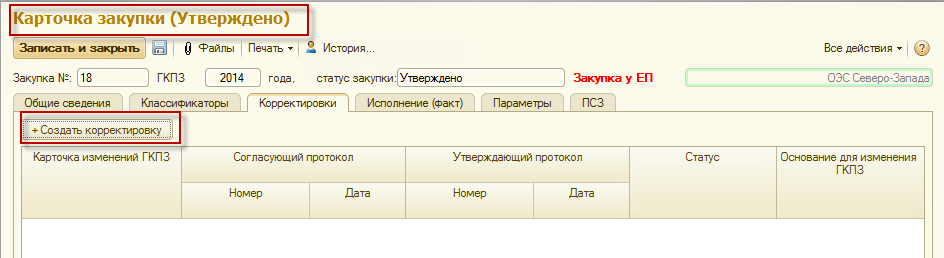 Карточка закупки (Утверждено)
Записать и закрыть Файлы Печать История... Все действия ?
Закупка №: 18 ГКПЗ 2014 года, статус закупки: Утверждено Закупка у ЕП ОЭС Северо-Запада
Общие сведения Классификаторы Корректировки Исполнение (факт) Параметры ПСЗ
+ Создать корректировку
Карточка изменений ГКПЗ Согласующий протокол Утверждающий протокол Статус Основание для изменения
ГКПЗ
Номер Дата Номер Дата